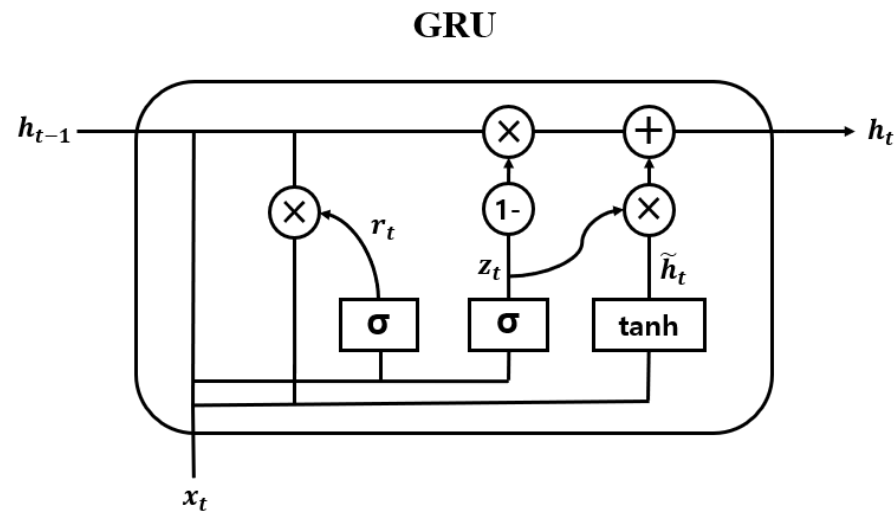 GRU
h_{t-1}
× +
h_t
× 1- ×
r_t
z_t h̃_t
σ σ tanh
x_t